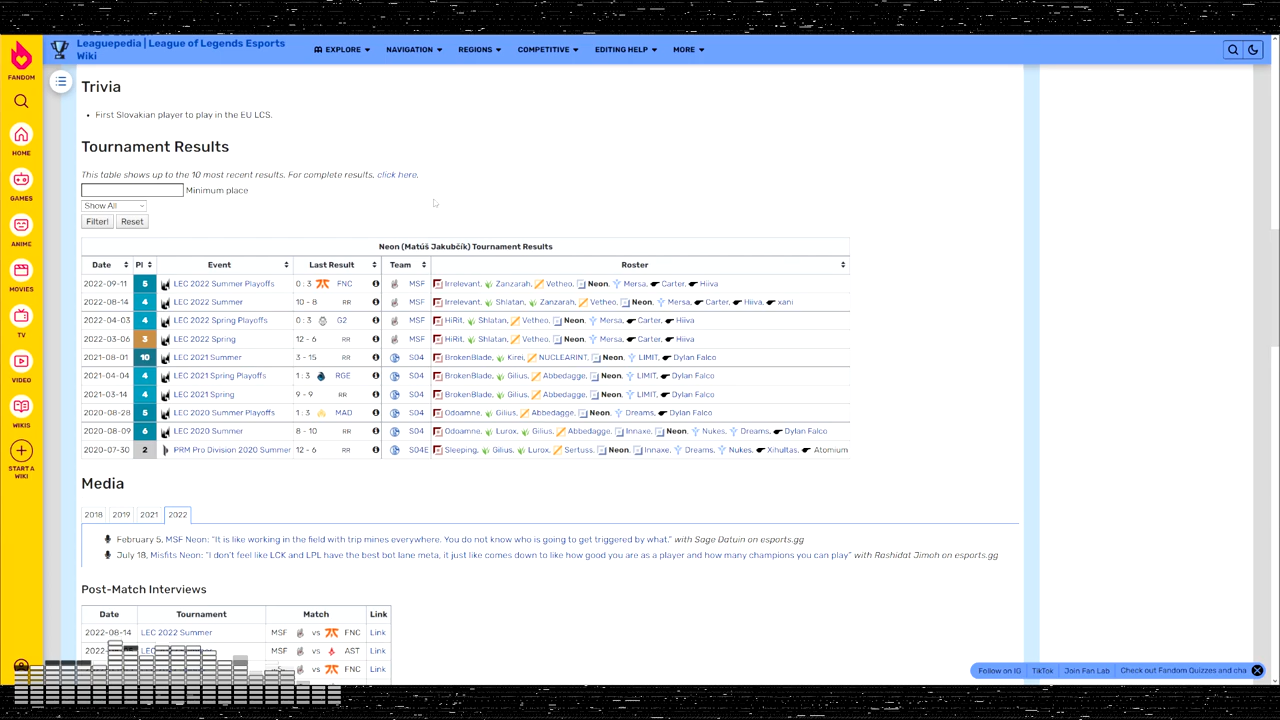 Leaguepedia | League of Legends Esports
Wiki
EXPLORE NAVIGATION REGIONS COMPETITIVE EDITING HELP MORE
FANDOM
HOME
GAMES
ANIME
MOVIES
TV
VIDEO
WIKIS
START A
WIKI
Trivia
First Slovakian player to play in the EU LCS.
Tournament Results
This table shows up to the 10 most recent results. For complete results, click here.
Minimum place
Show All
Filter! Reset
Neon (Matúš Jakubčík) Tournament Results
Date Pl Event Last Result Team Roster
2022-09-11 5 LEC 2022 Summer Playoffs 0 : 3 FNC MSF Irrelevant, Zanzarah, Vetheo, Neon, Mersa, Carter, Hiiva
2022-08-14 4 LEC 2022 Summer 10 - 8 RR MSF Irrelevant, Shlatan, Zanzarah, Vetheo, Neon, Mersa, Carter, Hiiva, xani
2022-04-03 4 LEC 2022 Spring Playoffs 0 : 3 G2 MSF HiRit, Shlatan, Vetheo, Neon, Mersa, Carter, Hiiva
2022-03-06 3 LEC 2022 Spring 12 - 6 RR MSF HiRit, Shlatan, Vetheo, Neon, Mersa, Carter, Hiiva
2021-08-01 10 LEC 2021 Summer 3 - 15 RR S04 BrokenBlade, Kirei, NUCLEARINT, Neon, LIMIT, Dylan Falco
2021-04-04 4 LEC 2021 Spring Playoffs 1 : 3 RGE S04 BrokenBlade, Gilius, Abbedagge, Neon, LIMIT, Dylan Falco
2021-03-14 4 LEC 2021 Spring 9 - 9 RR S04 BrokenBlade, Gilius, Abbedagge, Neon, LIMIT, Dylan Falco
2020-08-28 5 LEC 2020 Summer Playoffs 1 : 3 MAD S04 Odoamne, Gilius, Abbedagge, Neon, Dreams, Dylan Falco
2020-08-09 6 LEC 2020 Summer 8 - 10 RR S04 Odoamne, Lurox, Gilius, Abbedagge, Innaxe, Neon, Nukes, Dreams, Dylan Falco
2020-07-30 2 PRM Pro Division 2020 Summer 12 - 6 RR S04E Sleeping, Gilius, Lurox, Sertuss, Neon, Innaxe, Dreams, Nukes, Xihultas, Atomium
Media
2018 2019 2021 2022
February 5, MSF Neon: "It is like working in the field with trip mines everywhere. You do not know who is going to get triggered by what." with Sage Datuin on esports.gg
July 18, Misfits Neon: "I don't feel like LCK and LPL have the best bot lane meta, it just like comes down to like how good you are as a player and how many champions you can play" with Rashidat Jimoh on esports.gg
Post-Match Interviews
Date Tournament Match Link
2022-08-14 LEC 2022 Summer MSF vs FNC Link
MSF vs AST Link
vs FNC Link
Follow on IG TikTok Join Fan Lab Check out Fandom Quizzes and cha